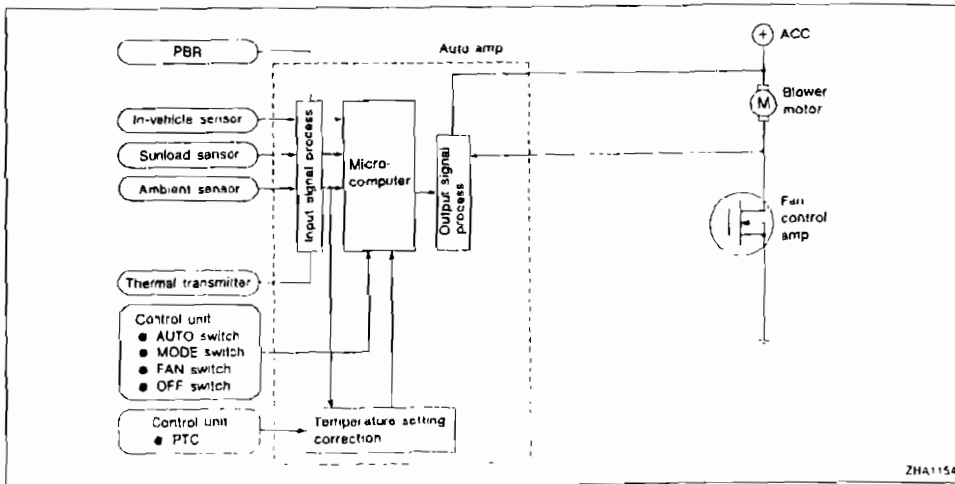 PBR
Auto amp
ACC
In-vehicle sensor
Sunload sensor
Ambient sensor
Input signal process
Micro-
computer
Output signal
process
M
Blower
motor
Fan
control
amp
Thermal transmitter
Control unit
● AUTO switch
● MODE switch
● FAN switch
● OFF switch
Control unit
● PTC
Temperature setting
correction
ZHA115A